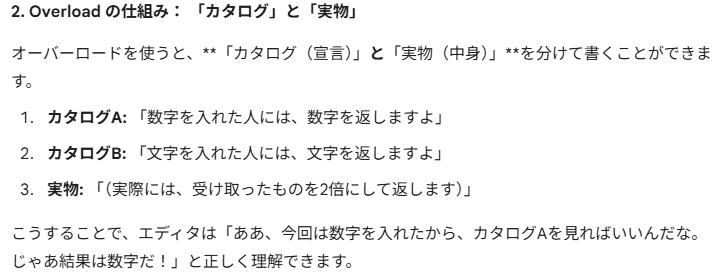 2. Overload の仕組み： 「カタログ」と「実物」
オーバーロードを使うと、**「カタログ（宣言）」と「実物（中身）」**を分けて書くことができま
す。
1. カタログA: 「数字を入れた人には、数字を返しますよ」
2. カタログB: 「文字を入れた人には、文字を返しますよ」
3. 実物: 「（実際には、受け取ったものを2倍にして返します）」
こうすることで、エディタは「ああ、今回は数字を入れたから、カタログAを見ればいいんだな。
じゃあ結果は数字だ！」と正しく理解できます。